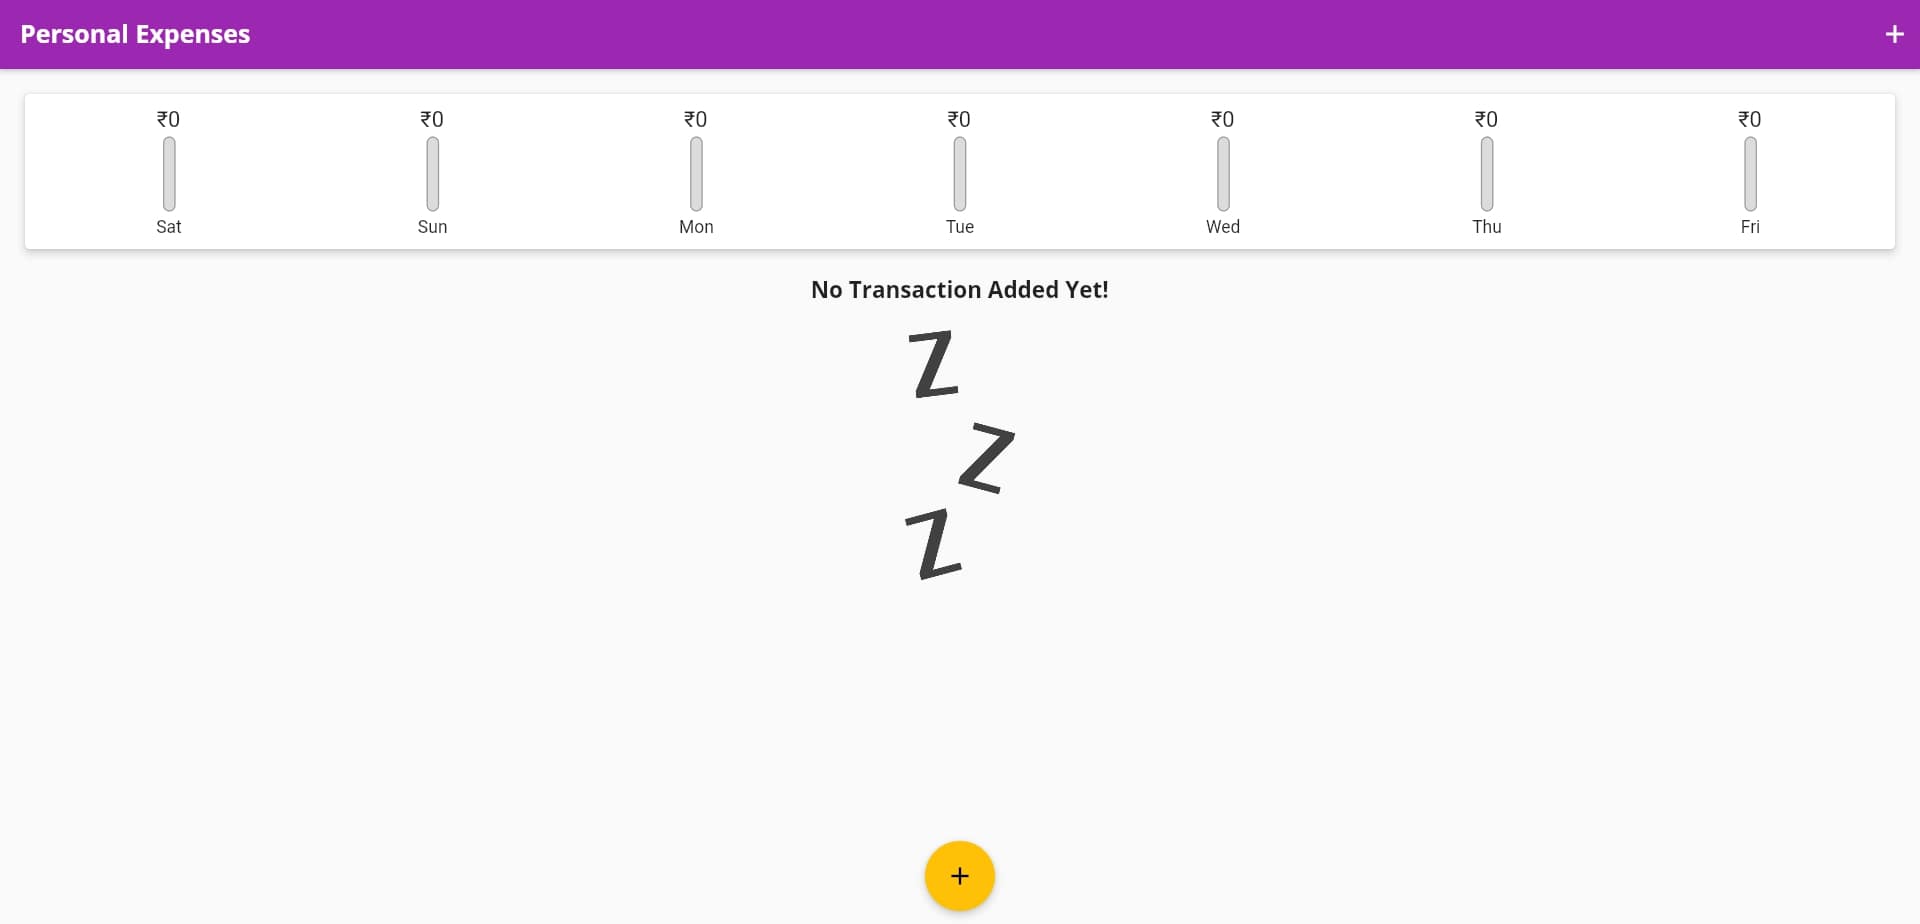 Personal Expenses
₹0 ₹0 ₹0 ₹0 ₹0 ₹0 ₹0
Sat Sun Mon Tue Wed Thu Fri
No Transaction Added Yet!
Z
Z
Z